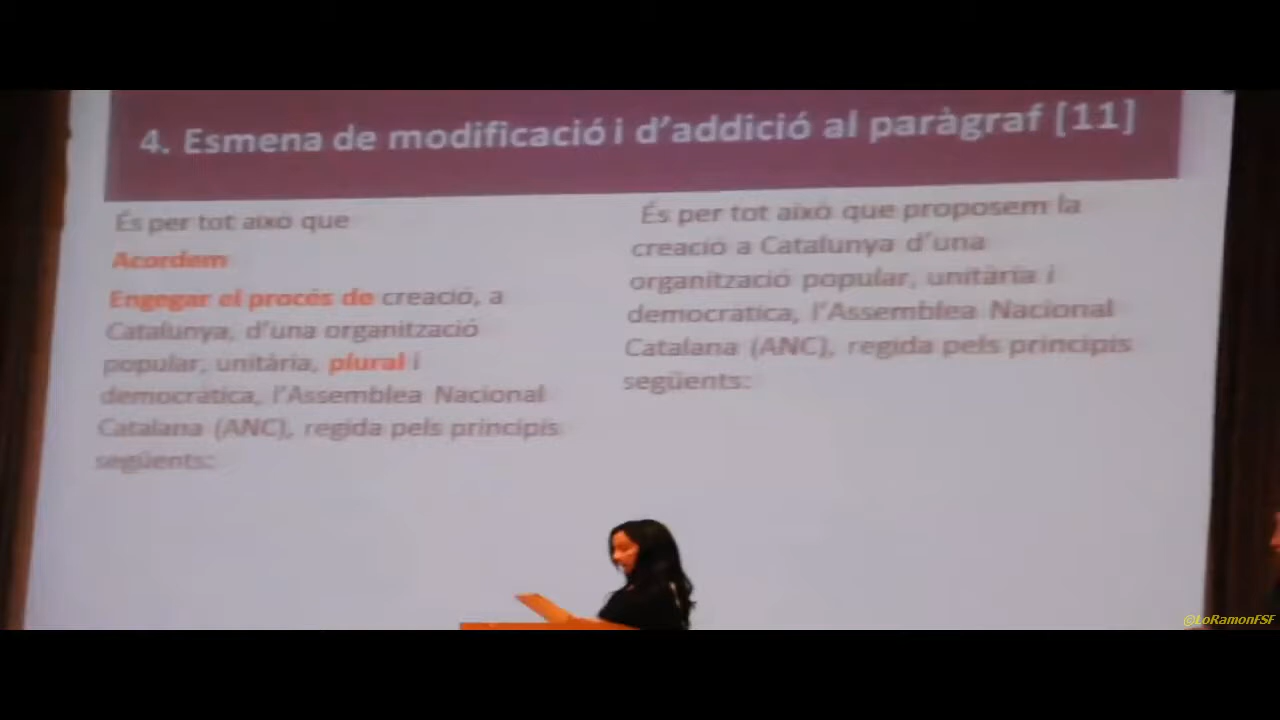 4. Esmena de modificació i d'addició al paràgraf [11]
És per tot això que
Acordem
Engegar el procés de creació, a
Catalunya, d'una organització
popular, unitària, plural i
democràtica, l'Assemblea Nacional
Catalana (ANC), regida pels principis
següents:
És per tot això que proposem la
creació a Catalunya d'una
organització popular, unitària i
democràtica, l'Assemblea Nacional
Catalana (ANC), regida pels principis
següents:
©LoRamonFSF